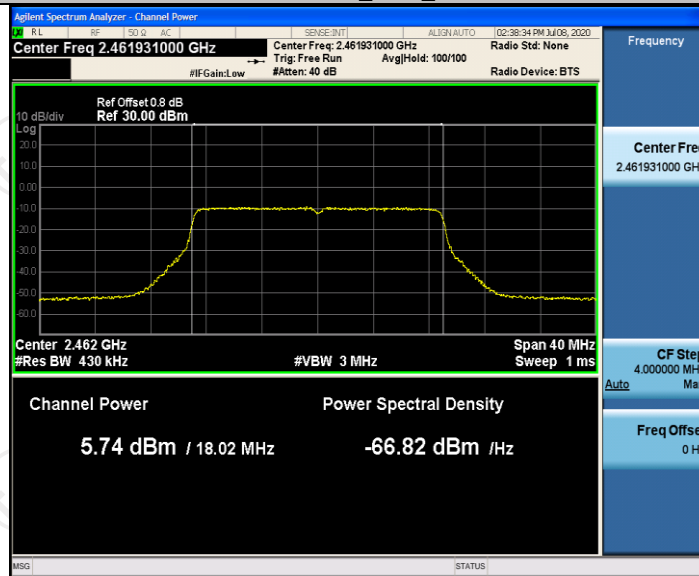 Agilent Spectrum Analyzer - Channel Power
RL RF 50 Ω AC SENSE:INT ALIGN AUTO 02:38:34 PM Jul 08, 2020
Center Freq 2.461931000 GHz
Center Freq: 2.461931000 GHz
Radio Std: None
Trig: Free Run Avg|Hold: 100/100
#IFGain:Low #Atten: 40 dB Radio Device: BTS
Frequency
Ref Offset 0.8 dB
10 dB/div Ref 30.00 dBm
Log
20.0
10.0
0.00
-10.0
-20.0
-30.0
-40.0
-50.0
-60.0
Center 2.462 GHz Span 40 MHz
#Res BW 430 kHz #VBW 3 MHz Sweep 1 ms
Channel Power Power Spectral Density
5.74 dBm / 18.02 MHz -66.82 dBm /Hz
Center Fre
2.461931000 GH
CF Ste
4.000000 MH
Auto Ma
Freq Offse
0 H
MSG STATUS